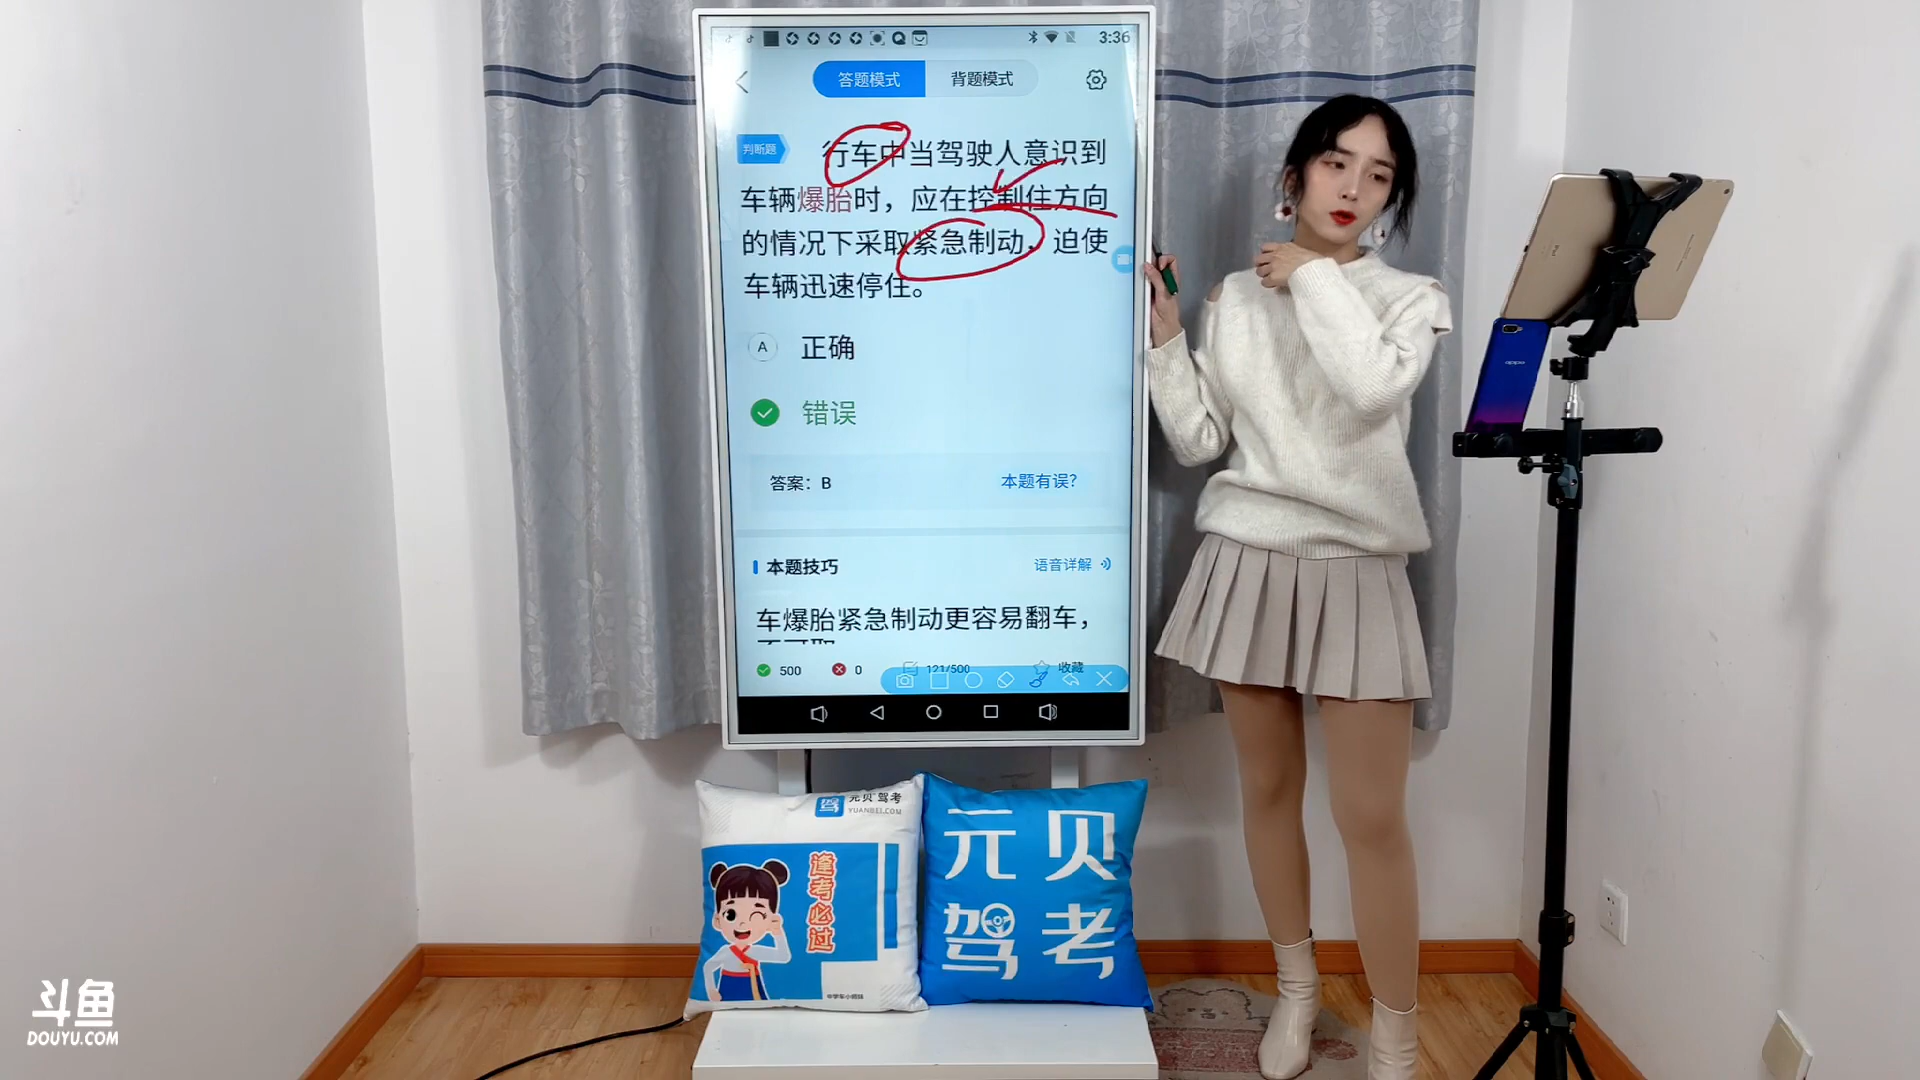 3:36
答题模式 背题模式
判断题 行车中当驾驶人意识到
车辆爆胎时，应在控制住方向
的情况下采取紧急制动，迫使
车辆迅速停住。
A 正确
错误
答案：B 本题有误?
本题技巧 语音详解
车爆胎紧急制动更容易翻车，
500 0 121/500 收藏
oppo
元贝驾考
YUANBEI.COM
逢考必过
元贝
驾考
斗鱼
DOUYU.COM